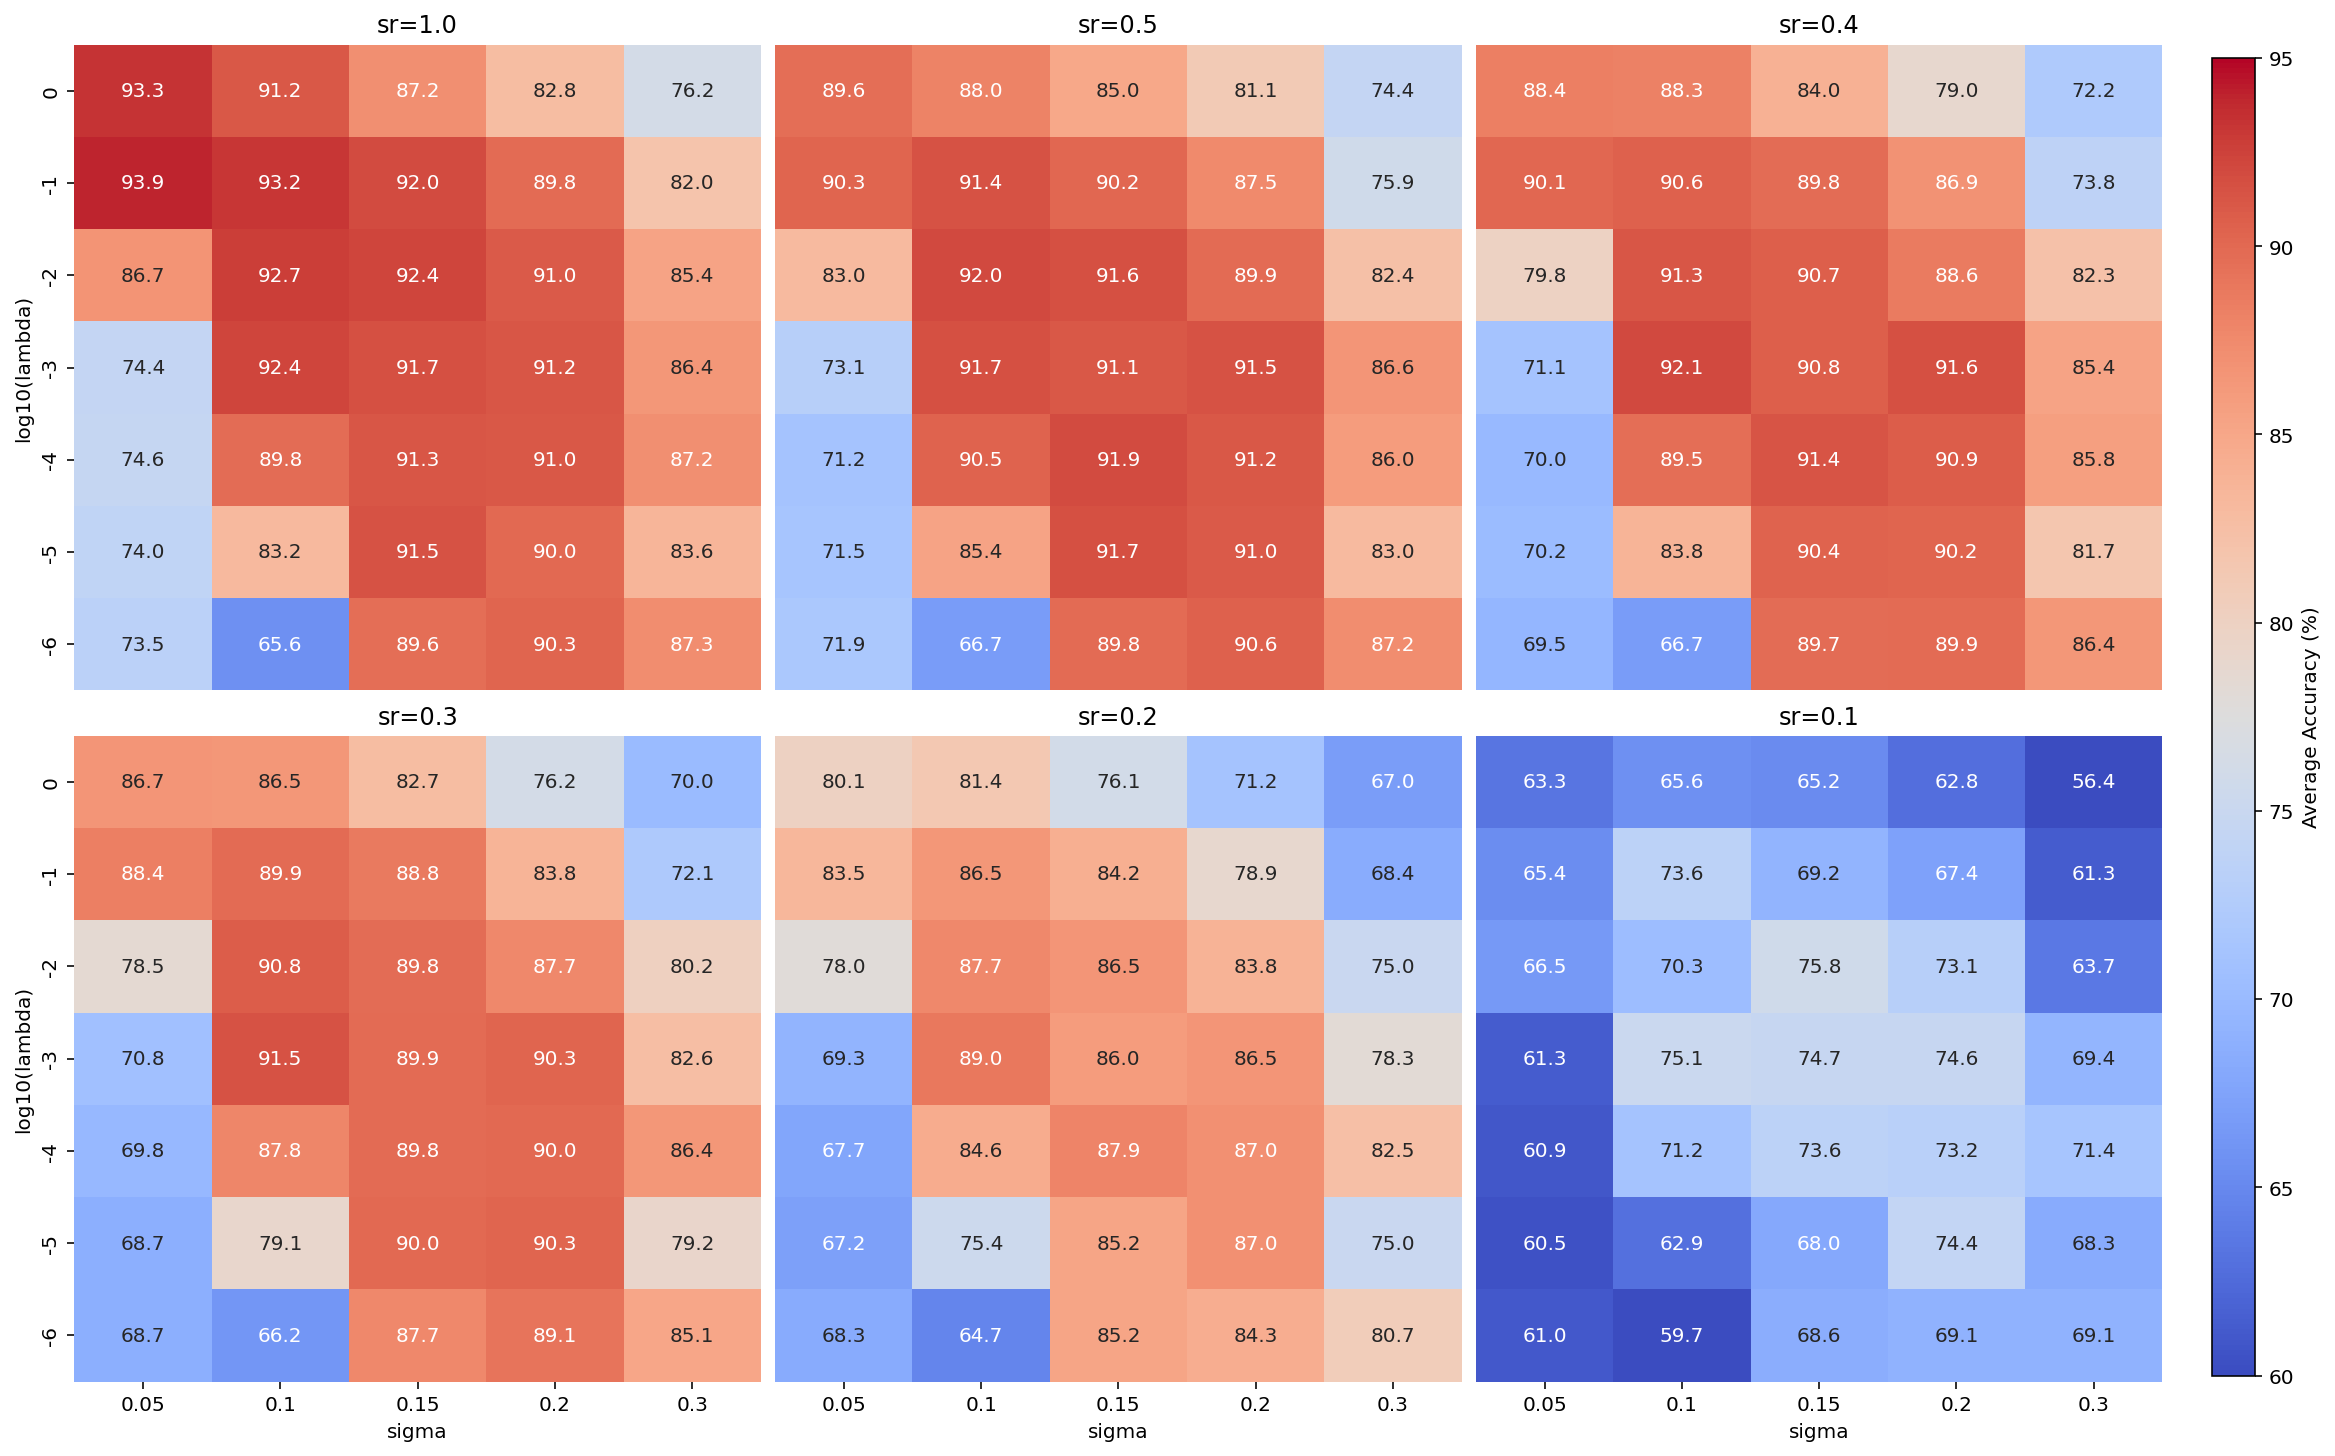 sr=1.0
sr=0.5
sr=0.4
0 93.3 91.2 87.2 82.8 76.2 89.6 88.0 85.0 81.1 74.4 88.4 88.3 84.0 79.0 72.2
-1 93.9 93.2 92.0 89.8 82.0 90.3 91.4 90.2 87.5 75.9 90.1 90.6 89.8 86.9 73.8
-2 86.7 92.7 92.4 91.0 85.4 83.0 92.0 91.6 89.9 82.4 79.8 91.3 90.7 88.6 82.3
-3 74.4 92.4 91.7 91.2 86.4 73.1 91.7 91.1 91.5 86.6 71.1 92.1 90.8 91.6 85.4
-4 74.6 89.8 91.3 91.0 87.2 71.2 90.5 91.9 91.2 86.0 70.0 89.5 91.4 90.9 85.8
-5 74.0 83.2 91.5 90.0 83.6 71.5 85.4 91.7 91.0 83.0 70.2 83.8 90.4 90.2 81.7
-6 73.5 65.6 89.6 90.3 87.3 71.9 66.7 89.8 90.6 87.2 69.5 66.7 89.7 89.9 86.4
log10(lambda)
sr=0.3
sr=0.2
sr=0.1
0 86.7 86.5 82.7 76.2 70.0 80.1 81.4 76.1 71.2 67.0 63.3 65.6 65.2 62.8 56.4
-1 88.4 89.9 88.8 83.8 72.1 83.5 86.5 84.2 78.9 68.4 65.4 73.6 69.2 67.4 61.3
-2 78.5 90.8 89.8 87.7 80.2 78.0 87.7 86.5 83.8 75.0 66.5 70.3 75.8 73.1 63.7
-3 70.8 91.5 89.9 90.3 82.6 69.3 89.0 86.0 86.5 78.3 61.3 75.1 74.7 74.6 69.4
-4 69.8 87.8 89.8 90.0 86.4 67.7 84.6 87.9 87.0 82.5 60.9 71.2 73.6 73.2 71.4
-5 68.7 79.1 90.0 90.3 79.2 67.2 75.4 85.2 87.0 75.0 60.5 62.9 68.0 74.4 68.3
-6 68.7 66.2 87.7 89.1 85.1 68.3 64.7 85.2 84.3 80.7 61.0 59.7 68.6 69.1 69.1
log10(lambda)
0.05 0.1 0.15 0.2 0.3 0.05 0.1 0.15 0.2 0.3 0.05 0.1 0.15 0.2 0.3
sigma
sigma
sigma
95
90
85
80
75
70
65
60
Average Accuracy (%)